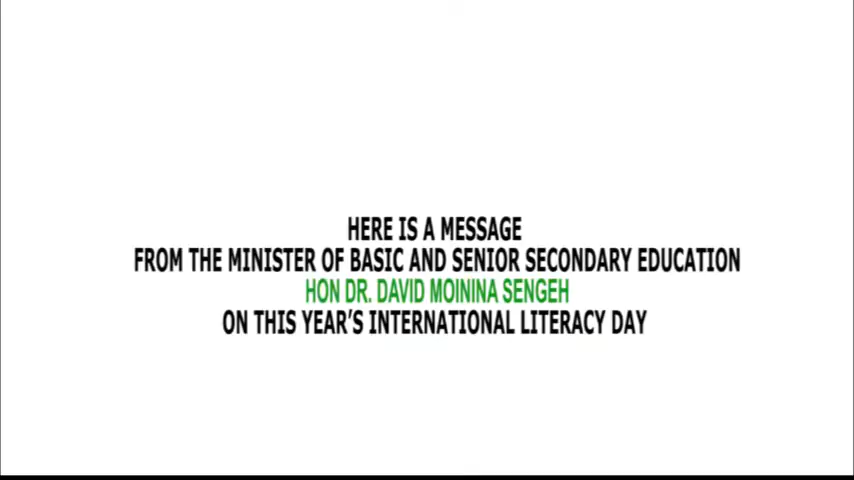 HERE IS A MESSAGE
FROM THE MINISTER OF BASIC AND SENIOR SECONDARY EDUCATION
HON DR. DAVID MOININA SENGEH
ON THIS YEAR'S INTERNATIONAL LITERACY DAY